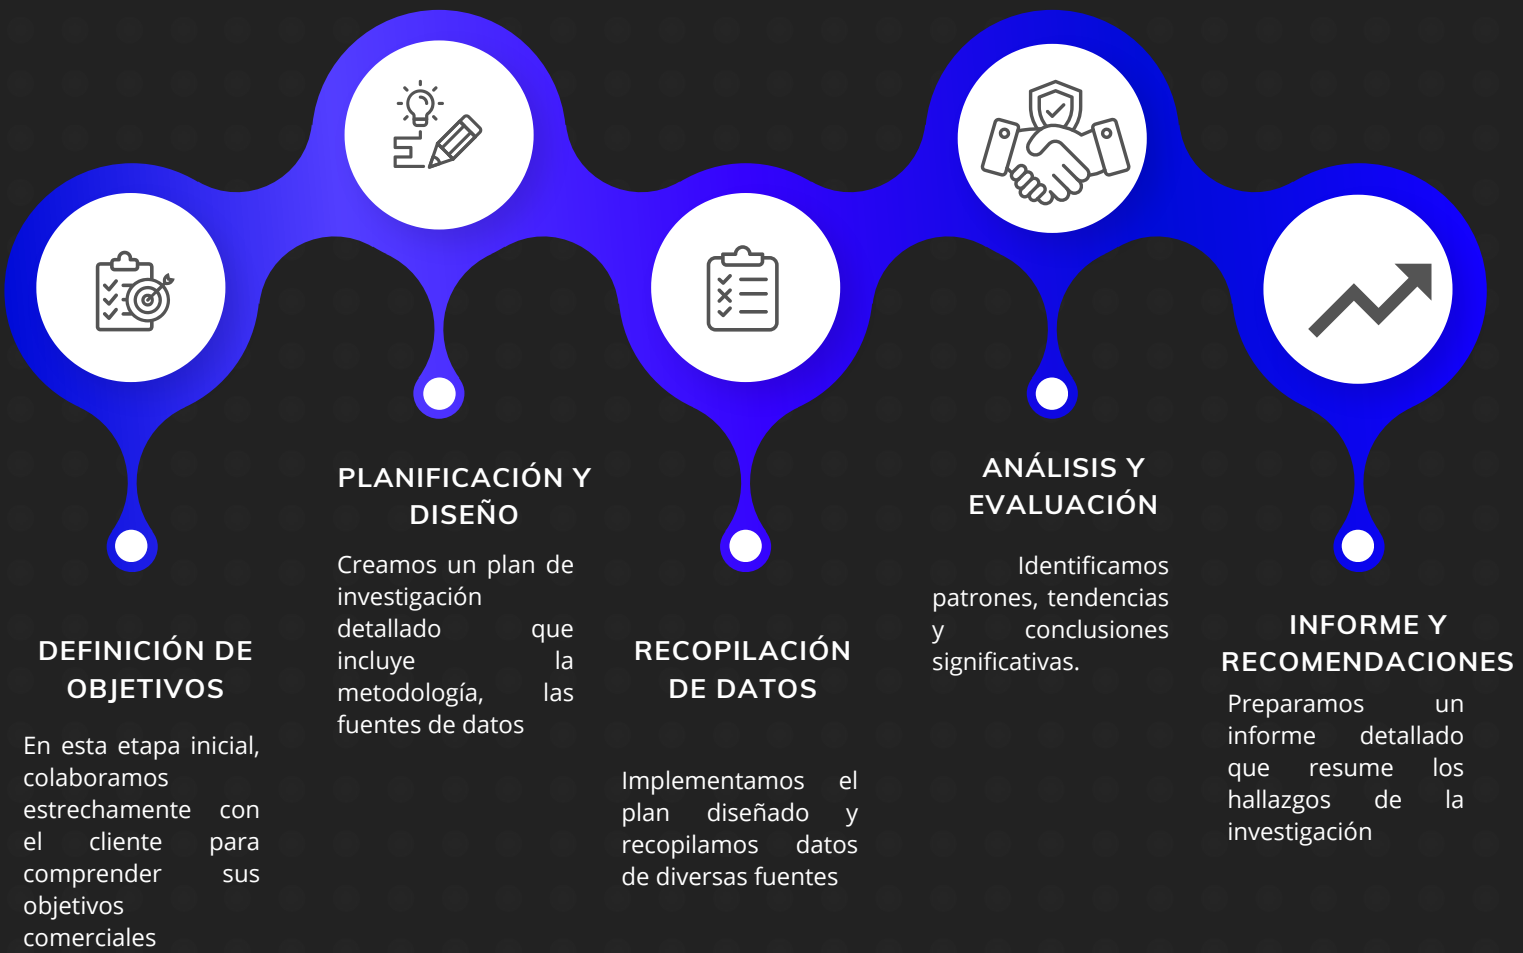 DEFINICIÓN DE
OBJETIVOS
En esta etapa inicial,
colaboramos
estrechamente con
el cliente para
comprender sus
objetivos
comerciales
PLANIFICACIÓN Y
DISEÑO
Creamos un plan de
investigación
detallado que
incluye la
metodología, las
fuentes de datos
RECOPILACIÓN
DE DATOS
Implementamos el
plan diseñado y
recopilamos datos
de diversas fuentes
ANÁLISIS Y
EVALUACIÓN
Identificamos
patrones, tendencias
y conclusiones
significativas.
INFORME Y
RECOMENDACIONES
Preparamos un
informe detallado
que resume los
hallazgos de la
investigación